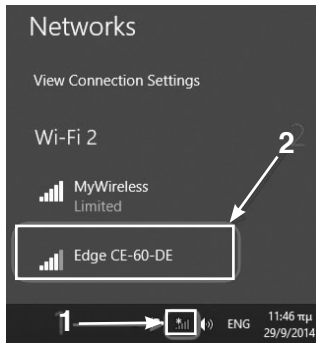 Networks
View Connection Settings
Wi-Fi 2
2
MyWireless
Limited
Edge CE-60-DE
1
ENG
11:46 πμ
29/9/2014